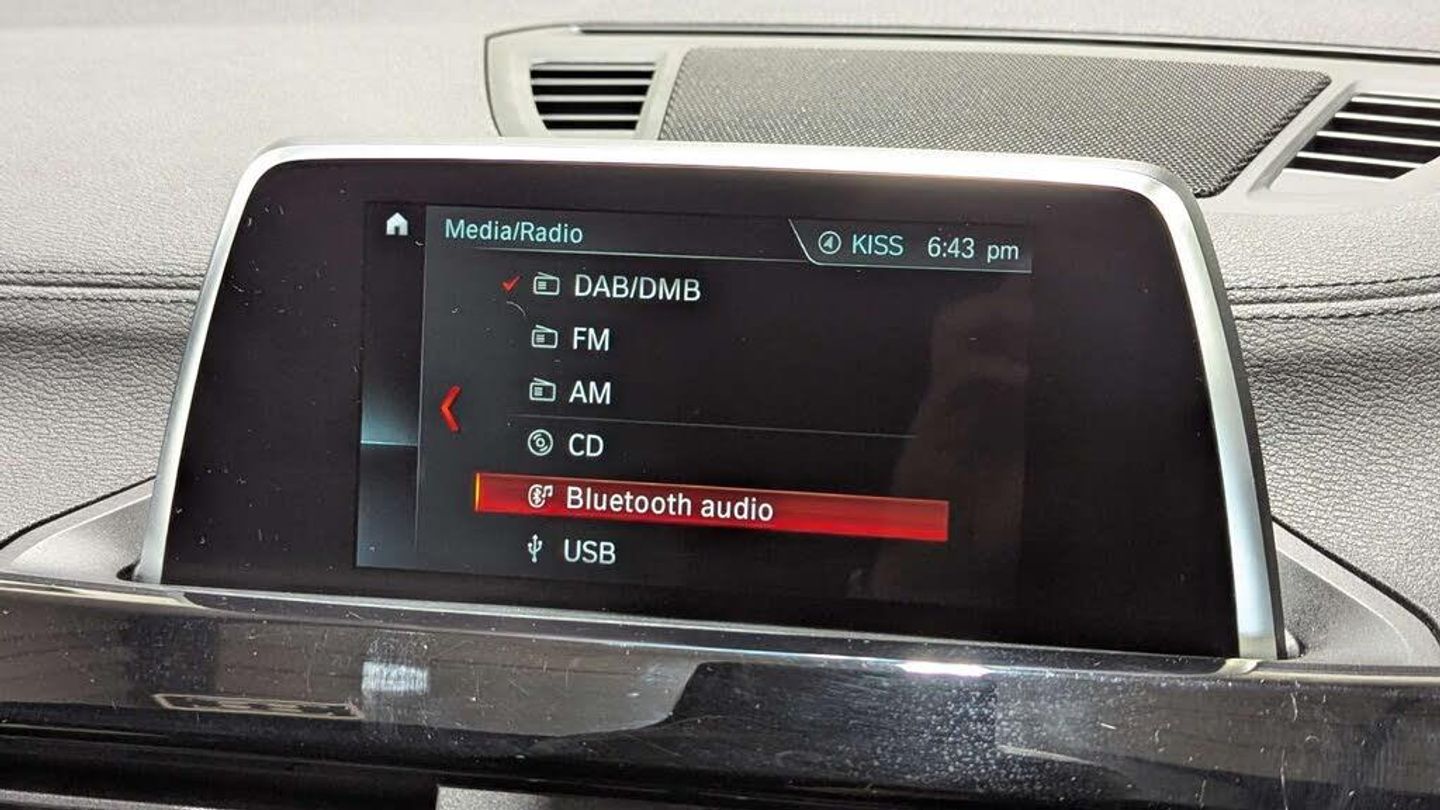 Media/Radio
KISS 6:43 pm
DAB/DMB
FM
AM
CD
Bluetooth audio
USB